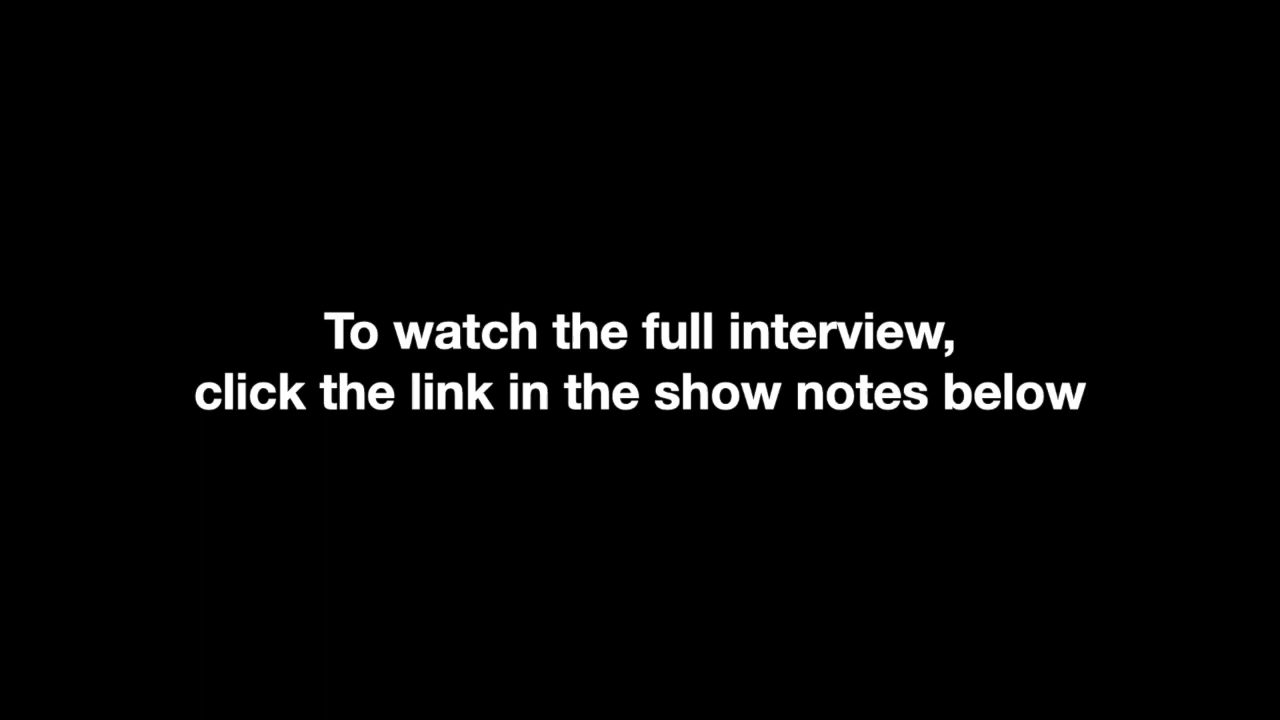 To watch the full interview,
click the link in the show notes below